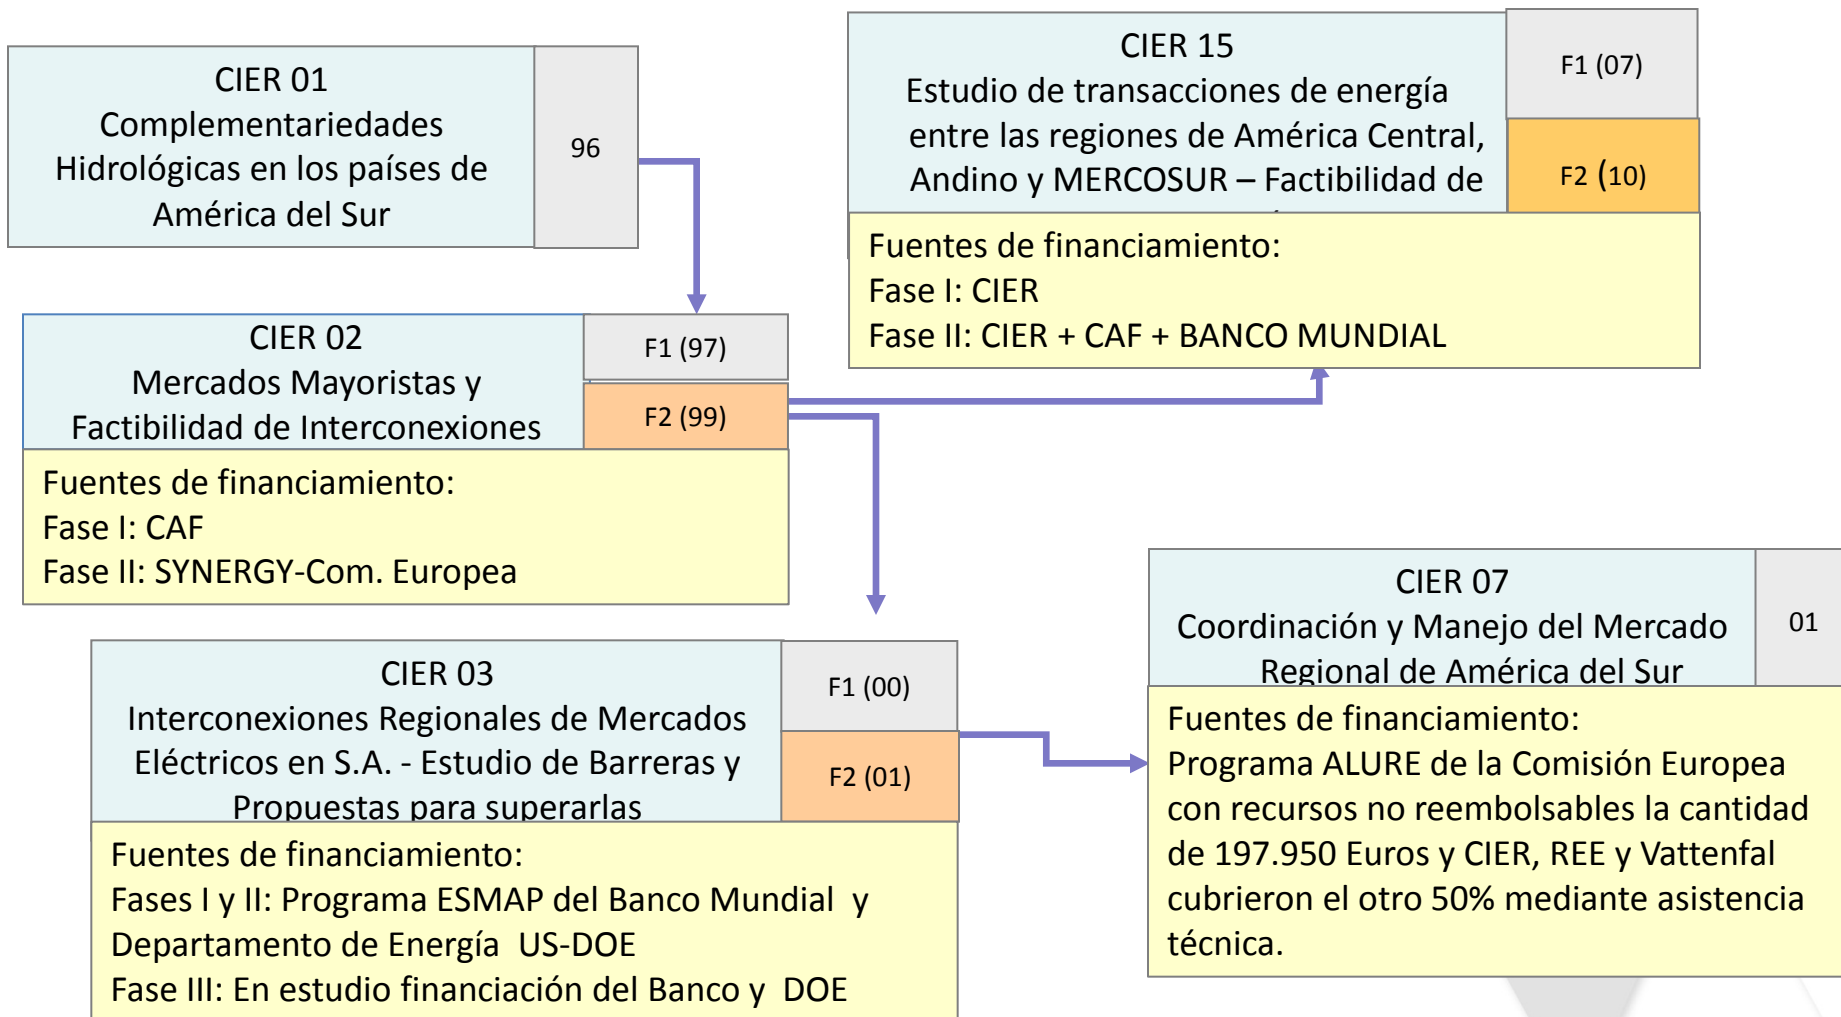 CIER 01
Complementariedades
Hidrológicas en los países de
América del Sur
96
CIER 15
Estudio de transacciones de energía
entre las regiones de América Central,
Andino y MERCOSUR – Factibilidad de
F1 (07)
F2 (10)
Fuentes de financiamiento:
Fase I: CIER
Fase II: CIER + CAF + BANCO MUNDIAL
CIER 02
Mercados Mayoristas y
Factibilidad de Interconexiones
F1 (97)
F2 (99)
Fuentes de financiamiento:
Fase I: CAF
Fase II: SYNERGY-Com. Europea
CIER 03
Interconexiones Regionales de Mercados
Eléctricos en S.A. - Estudio de Barreras y
Propuestas para superarlas
F1 (00)
F2 (01)
Fuentes de financiamiento:
Fases I y II: Programa ESMAP del Banco Mundial y
Departamento de Energía US-DOE
Fase III: En estudio financiación del Banco y DOE
CIER 07
Coordinación y Manejo del Mercado
Regional de América del Sur
01
Fuentes de financiamiento:
Programa ALURE de la Comisión Europea
con recursos no reembolsables la cantidad
de 197.950 Euros y CIER, REE y Vattenfal
cubrieron el otro 50% mediante asistencia
técnica.